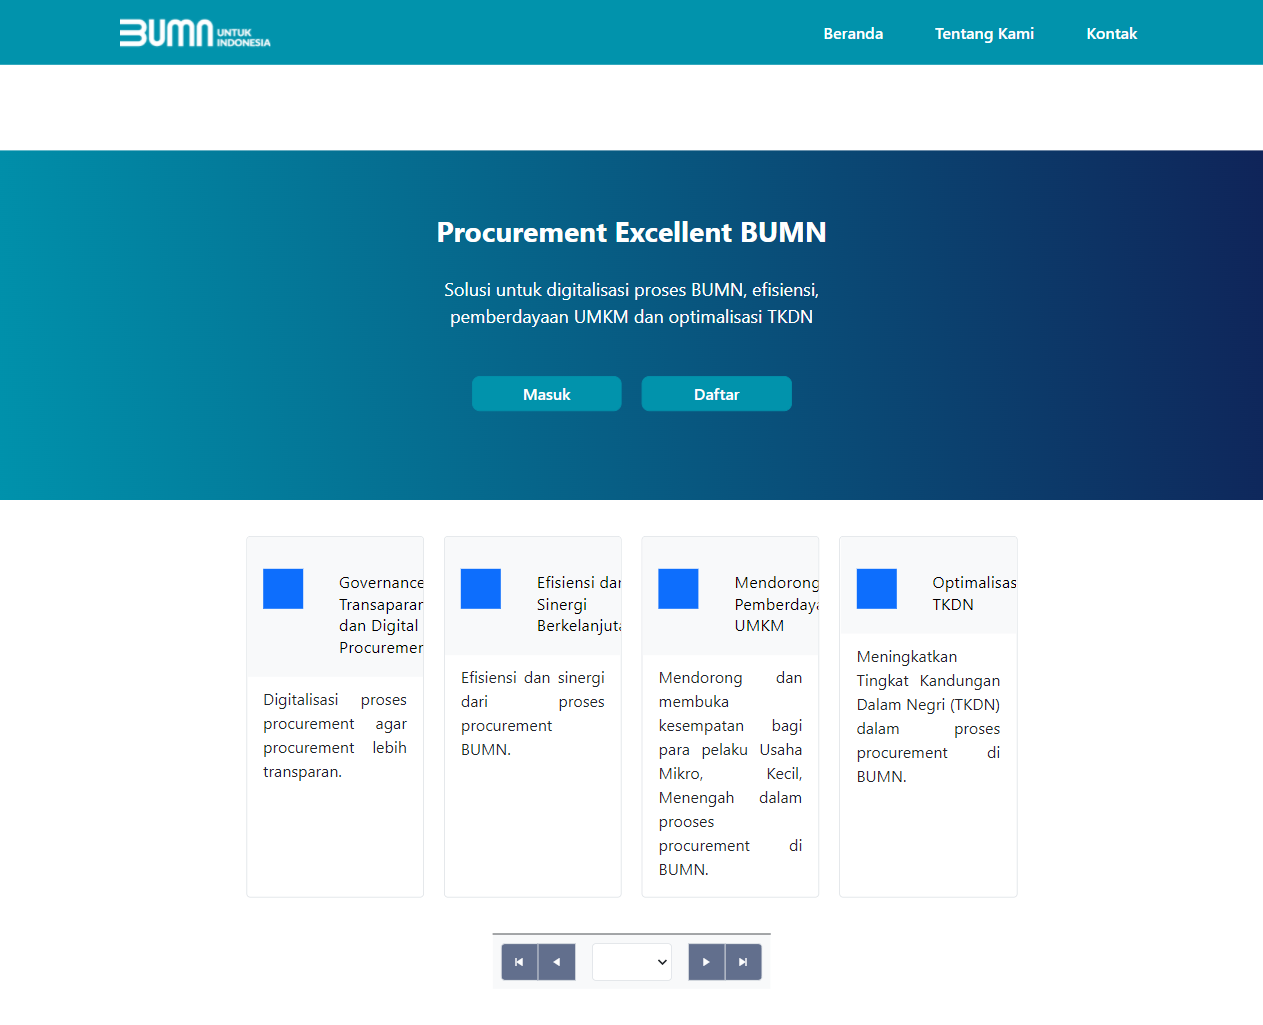 BUMN UNTUK INDONESIA
Beranda Tentang Kami Kontak
Procurement Excellent BUMN
Solusi untuk digitalisasi proses BUMN, efisiensi,
pemberdayaan UMKM dan optimalisasi TKDN
Masuk Daftar
Governance
Transaparan
dan Digital
Procuremen
Digitalisasi proses
procurement agar
procurement lebih
transparan.
Efisiensi dan
Sinergi
Berkelanjuta
Efisiensi dan sinergi
dari proses
procurement
BUMN.
Mendorong
Pemberdaya
UMKM
Mendorong dan
membuka
kesempatan bagi
para pelaku Usaha
Mikro, Kecil,
Menengah dalam
prooses
procurement di
BUMN.
Optimalisas
TKDN
Meningkatkan
Tingkat Kandungan
Dalam Negri (TKDN)
dalam proses
procurement di
BUMN.